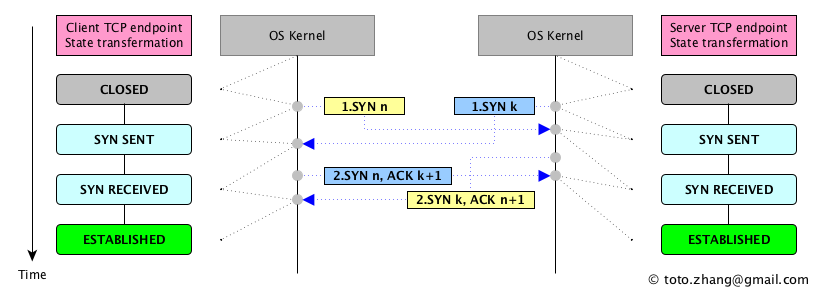 Client TCP endpoint
State transfermation
OS Kernel
OS Kernel
Server TCP endpoint
State transfermation
CLOSED
CLOSED
1.SYN n
1.SYN k
SYN SENT
SYN SENT
2.SYN n, ACK k+1
SYN RECEIVED
SYN RECEIVED
2.SYN k, ACK n+1
ESTABLISHED
ESTABLISHED
Time
© toto.zhang@gmail.com